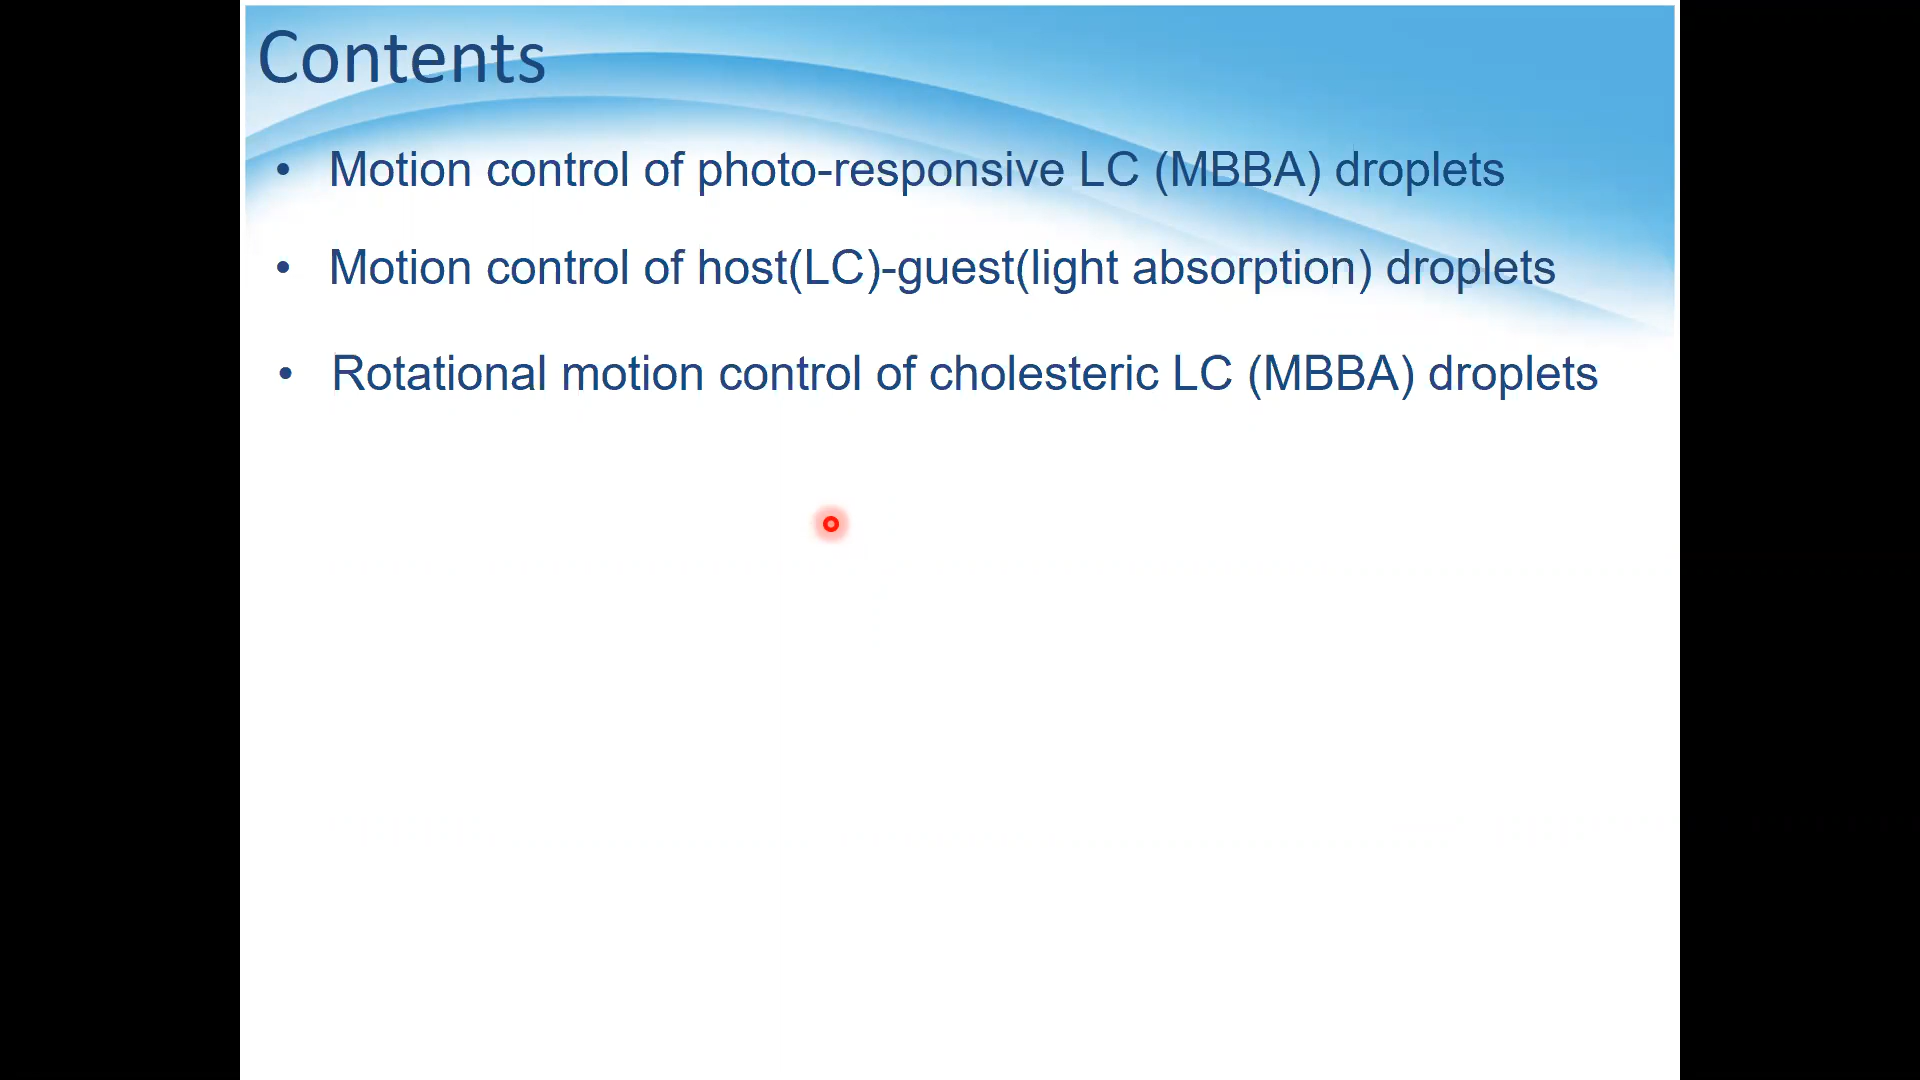 Contents
• Motion control of photo-responsive LC (MBBA) droplets
• Motion control of host(LC)-guest(light absorption) droplets
• Rotational motion control of cholesteric LC (MBBA) droplets